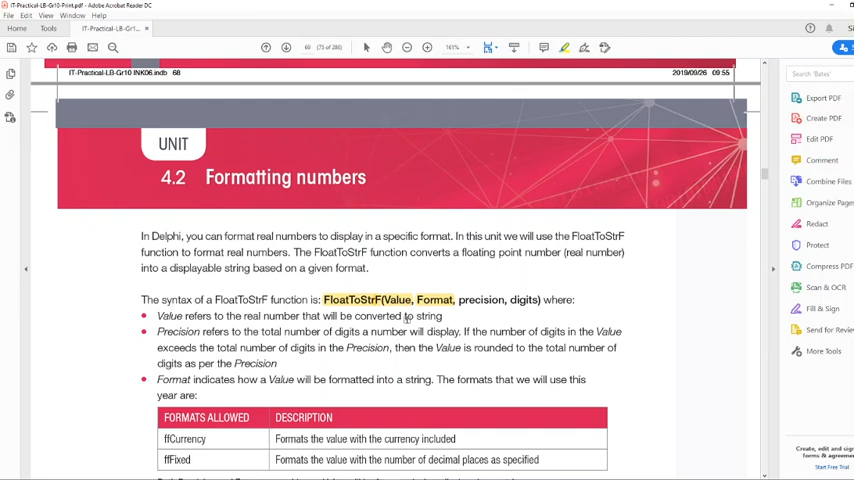 IT-Practical-LB-Gr10-Print.pdf - Adobe Acrobat Reader DC
File Edit View Window Help
Home Tools IT-Practical-LB-Gr1... ×
60 (75 of 288) 161%
IT-Practical-LB-Gr10 INK06.indb 68 2019/09/26 09:55
UNIT
4.2 Formatting numbers
In Delphi, you can format real numbers to display in a specific format. In this unit we will use the FloatToStrF
function to format real numbers. The FloatToStrF function converts a floating point number (real number)
into a displayable string based on a given format.
The syntax of a FloatToStrF function is: FloatToStrF(Value, Format, precision, digits) where:
• Value refers to the real number that will be converted to string
• Precision refers to the total number of digits a number will display. If the number of digits in the Value
exceeds the total number of digits in the Precision, then the Value is rounded to the total number of
digits as per the Precision
• Format indicates how a Value will be formatted into a string. The formats that we will use this
year are:
FORMATS ALLOWED DESCRIPTION
ffCurrency Formats the value with the currency included
ffFixed Formats the value with the number of decimal places as specified
Search 'Bates'
Export PDF
Create PDF
Edit PDF
Comment
Combine Files
Organize Pages
Redact
Protect
Compress PDF
Scan & OCR
Fill & Sign
Send for Review
More Tools
Create, edit and sign
forms & agreeme
Start Free Trial